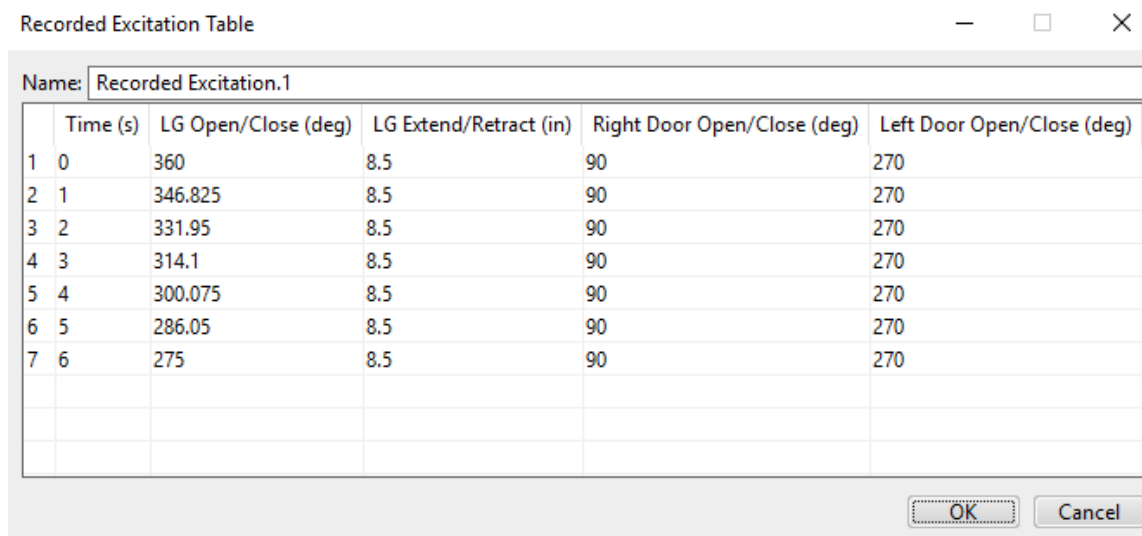 Recorded Excitation Table
Name: Recorded Excitation.1
Time (s) LG Open/Close (deg) LG Extend/Retract (in) Right Door Open/Close (deg) Left Door Open/Close (deg)
1 0 360 8.5 90 270
2 1 346.825 8.5 90 270
3 2 331.95 8.5 90 270
4 3 314.1 8.5 90 270
5 4 300.075 8.5 90 270
6 5 286.05 8.5 90 270
7 6 275 8.5 90 270
OK Cancel